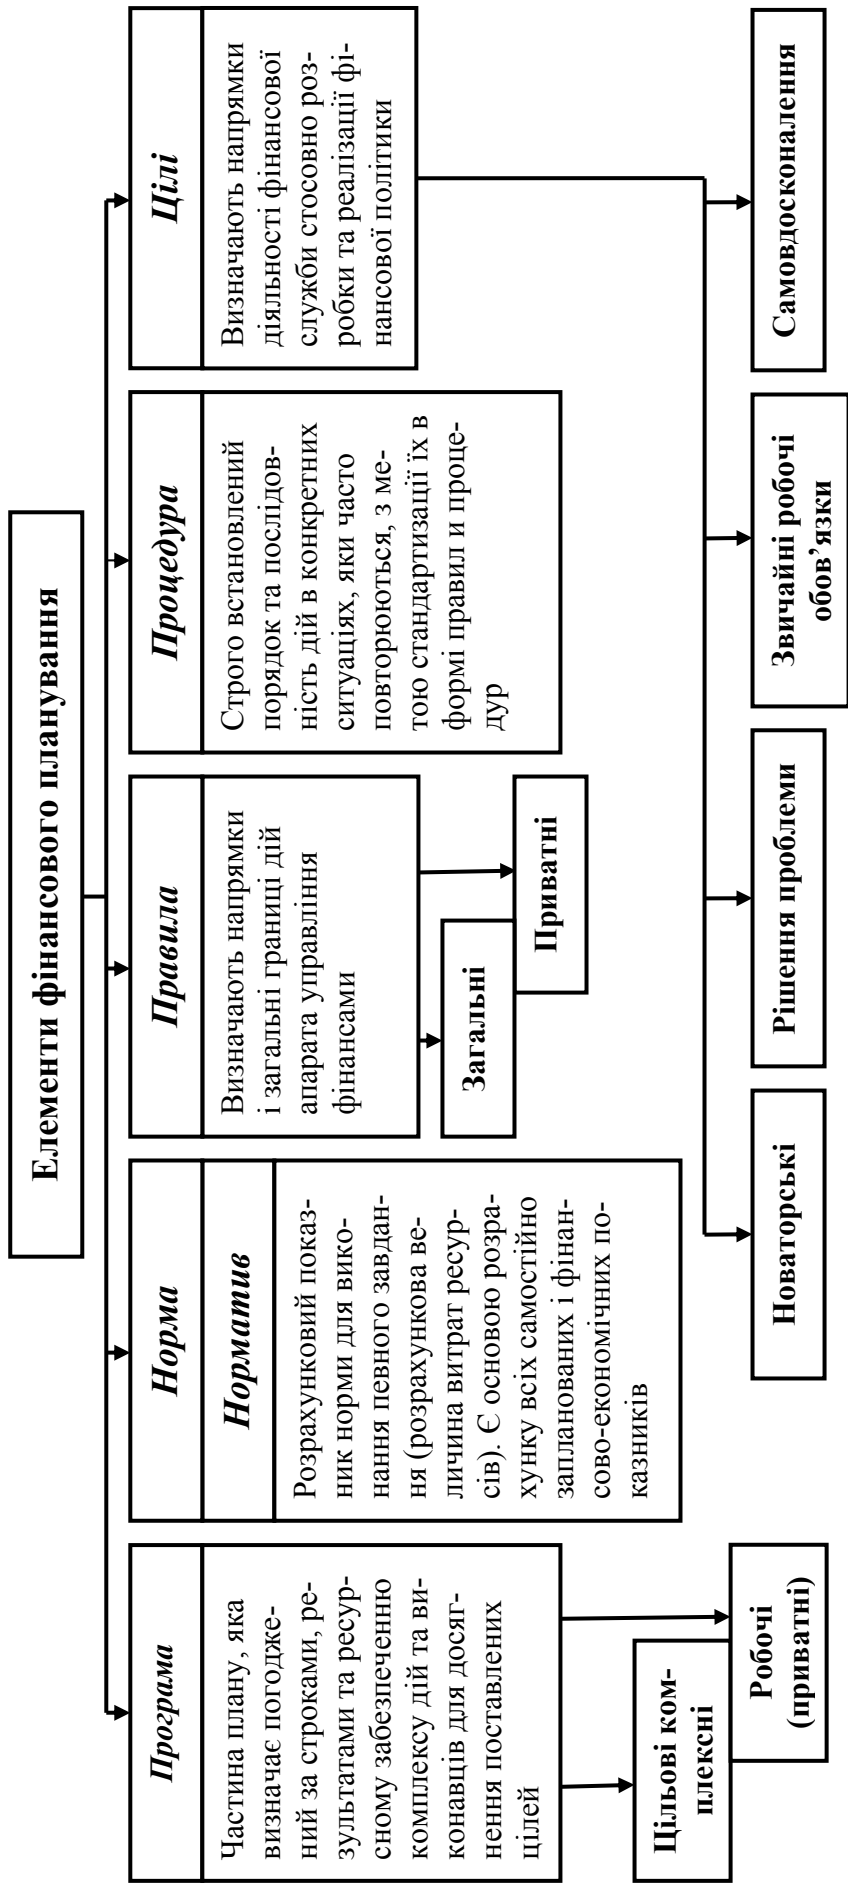 Елементи фінансового планування
Програма
Частина плану, яка
визначає погодже-
ний за строками, ре-
зультатами та ресур-
сному забезпеченню
комплексу дій та ви-
конавців для досяг-
нення поставлених
цілей
Цільові ком-
плексні
Робочі
(приватні)
Норма
Норматив
Розрахунковий показ-
ник норми для вико-
нання певного завдан-
ня (розрахункова ве-
личина витрат ресур-
сів). Є основою розра-
хунку всіх самостійно
запланованих і фінан-
сово-економічних по-
казників
Правила
Визначають напрямки
і загальні границі дій
апарата управління
фінансами
Загальні
Приватні
Процедура
Строго встановлений
порядок та послідов-
ність дій в конкретних
ситуаціях, яки часто
повторюються, з ме-
тою стандартизації їх в
формі правил и проце-
дур
Цілі
Визначають напрямки
діяльності фінансової
служби стосовно роз-
робки та реалізації фі-
нансової політики
Новаторські
Рішення проблеми
Звичайні робочі
обов’язки
Самовдосконалення